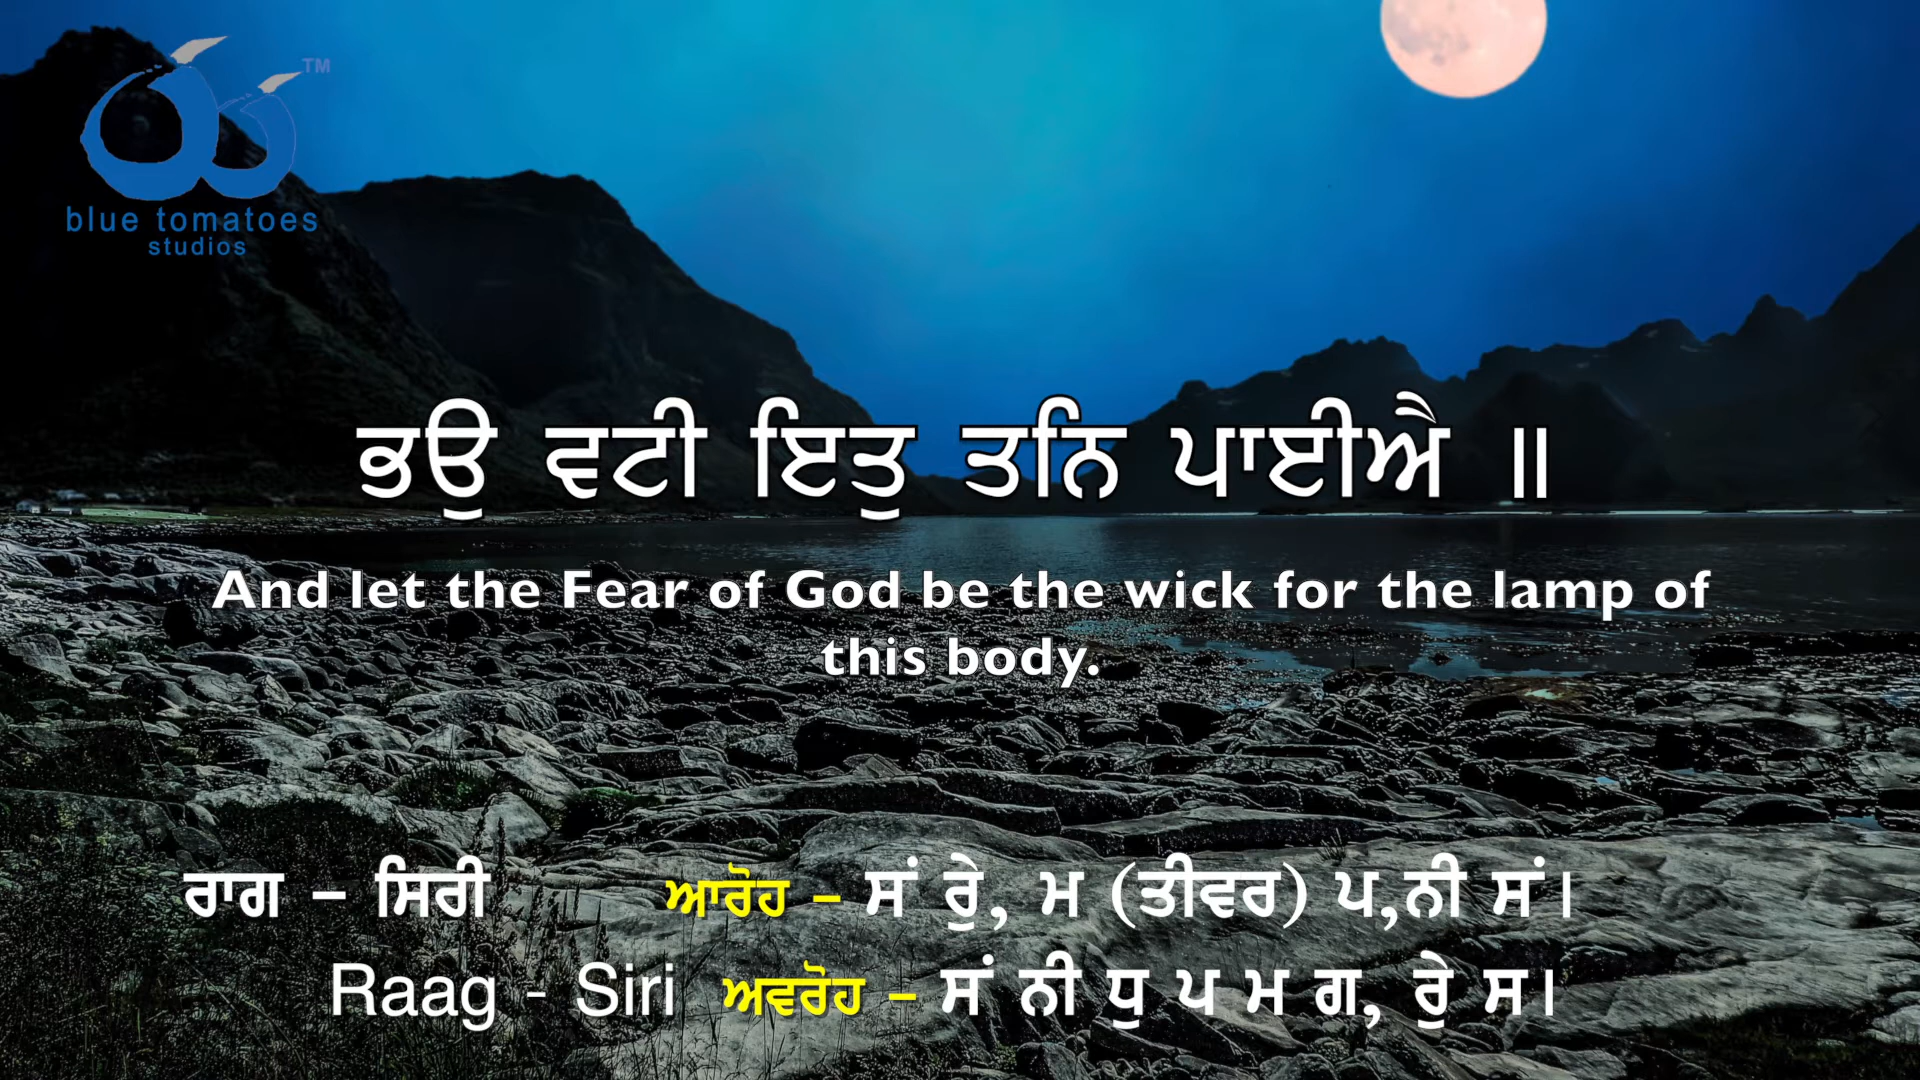 TM
blue tomatoes
studios
ਭਉ ਵਟੀ ਇਤੁ ਤਨਿ ਪਾਈਐ ॥
And let the Fear of God be the wick for the lamp of
this body.
ਰਾਗ – ਸਿਰੀ ਆਰੋਹ – ਸਂ ਰੇੁ, ਮ (ਤੀਵਰ) ਪ,ਨੀ ਸਂ।
Raag - Siri ਅਵਰੋਹ – ਸਂ ਨੀ ਧੁ ਪ ਮ ਗ, ਰੇੁ ਸ।